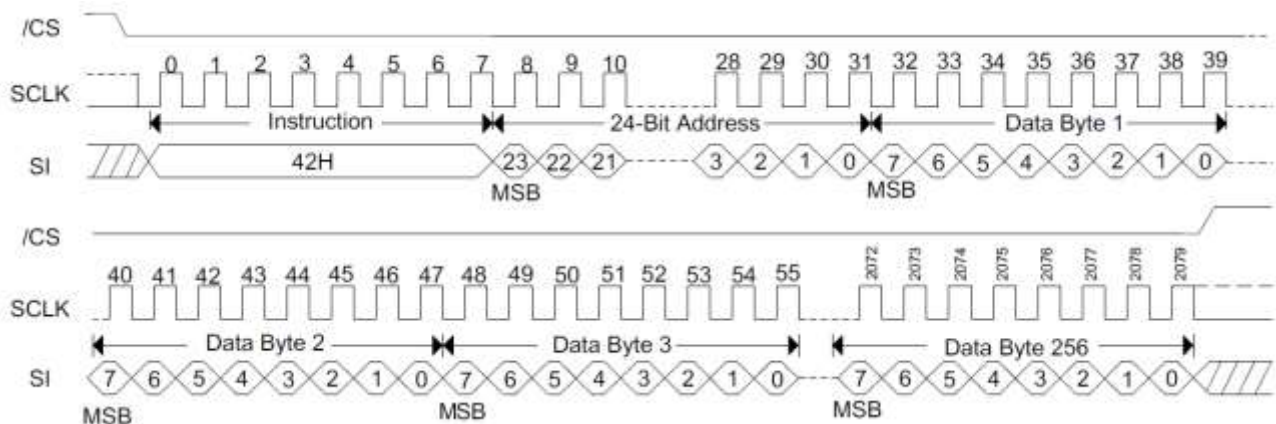 /CS
0 1 2 3 4 5 6 7 8 9 10 28 29 30 31 32 33 34 35 36 37 38 39
SCLK
Instruction 24-Bit Address Data Byte 1
SI 42H 23 22 21 3 2 1 0 7 6 5 4 3 2 1 0
MSB MSB
/CS
40 41 42 43 44 45 46 47 48 49 50 51 52 53 54 55 2072 2073 2074 2075 2076 2077 2078 2079
SCLK
Data Byte 2 Data Byte 3 Data Byte 256
SI 7 6 5 4 3 2 1 0 7 6 5 4 3 2 1 0 7 6 5 4 3 2 1 0
MSB MSB MSB